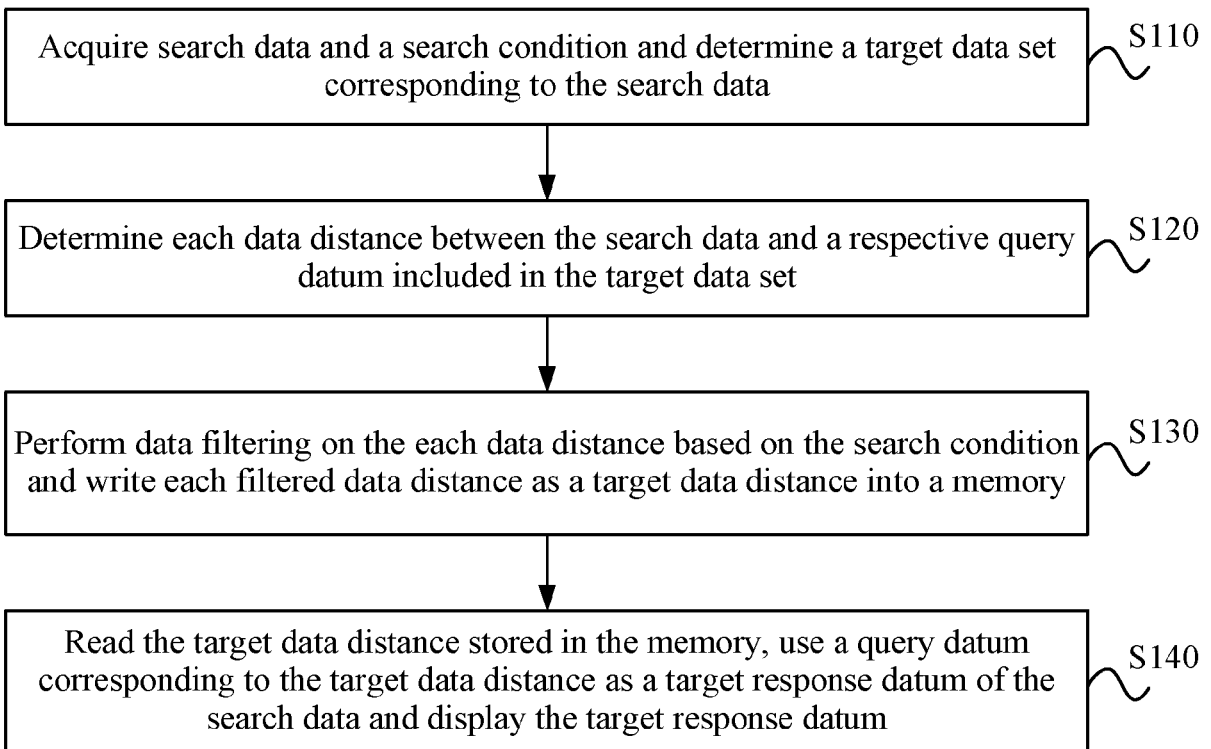 Acquire search data and a search condition and determine a target data set
corresponding to the search data
S110
Determine each data distance between the search data and a respective query
datum included in the target data set
S120
Perform data filtering on the each data distance based on the search condition
and write each filtered data distance as a target data distance into a memory
S130
Read the target data distance stored in the memory, use a query datum
corresponding to the target data distance as a target response datum of the
search data and display the target response datum
S140